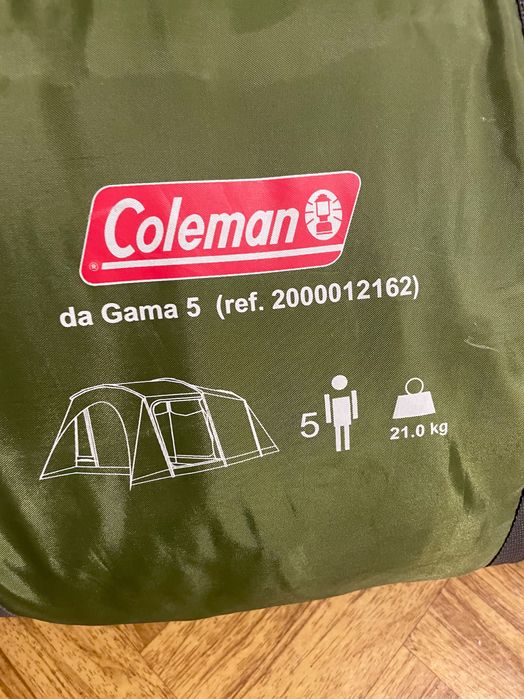 Coleman
®
da Gama 5 (ref. 2000012162)
5
21.0 kg